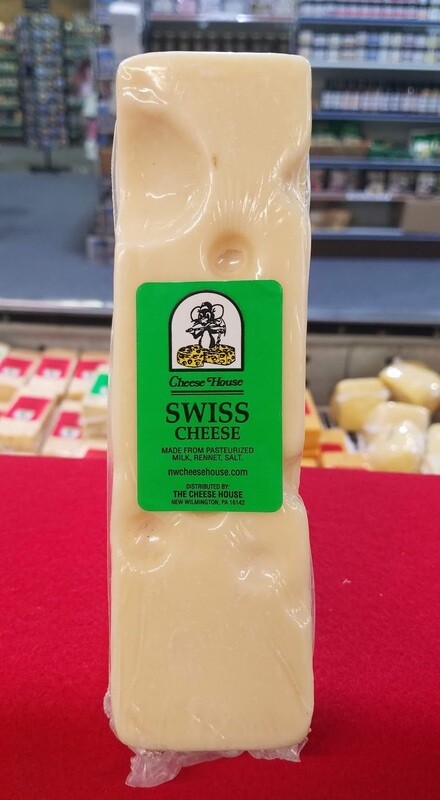 Cheese House
SWISS
CHEESE
MADE FROM PASTEURIZED
MILK, RENNET, SALT.
nwcheesehouse.com
DISTRIBUTED BY:
THE CHEESE HOUSE
NEW WILMINGTON, PA 16142